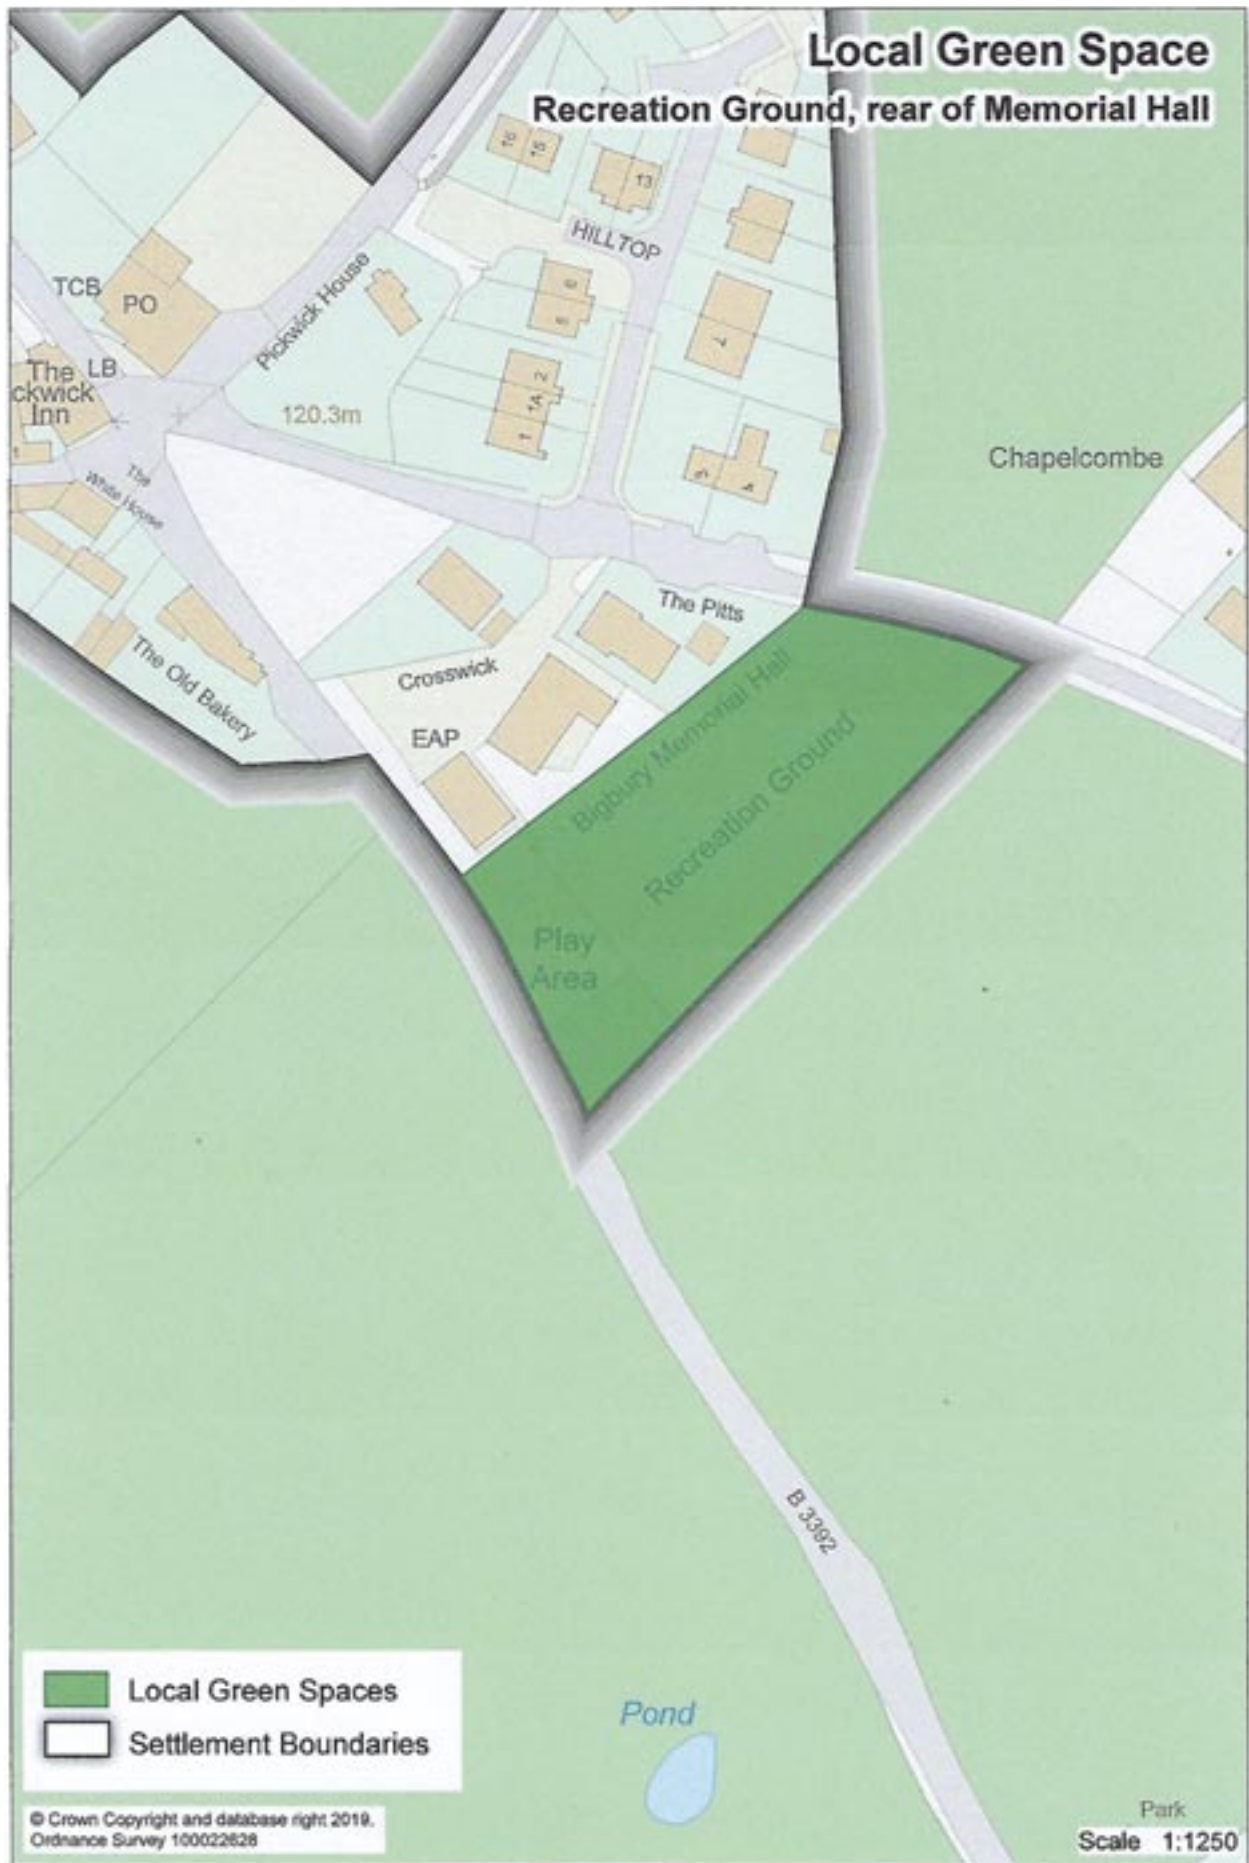 Local Green Space
Recreation Ground, rear of Memorial Hall
16
15
13
HILLTOP
TCB
PO
Pickwick House
6
5
7
LB
The
ckwick
Inn
120.3m
2
1A
1
1
Chapelcombe
The
White House
4
The Pitts
The Old Bakery
Crosswick
EAP
Bigbury Memorial Hall
Recreation Ground
Play
Area
B 3392
Local Green Spaces
Settlement Boundaries
Pond
© Crown Copyright and database right 2019.
Ordnance Survey 100022628
Park
Scale 1:1250